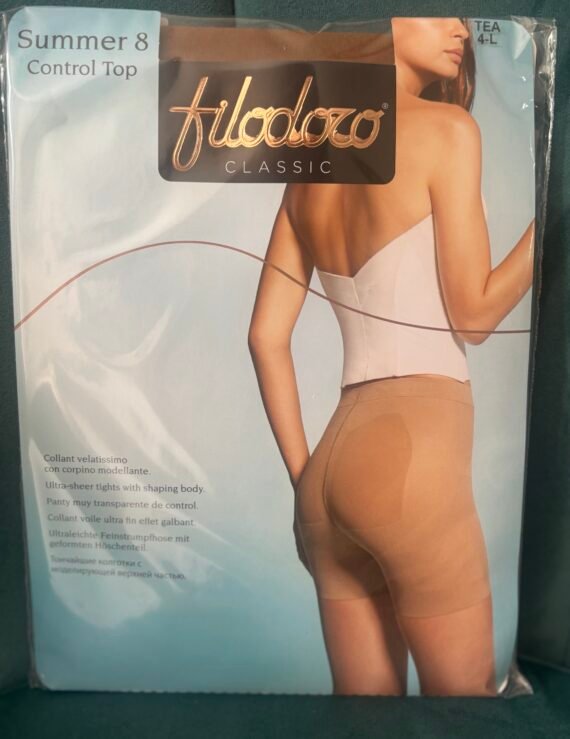 Summer 8
Control Top
TEA
4-L
filodoro®
CLASSIC
Collant velatissimo
con corpino modellante.
Ultra-sheer tights with shaping body.
Panty muy transparente de control.
Collant voile ultra fin effet galbant.
Ultraleichte Feinstrumpfhose mit
geformten Höschenteil.
Тончайшие колготки с
моделирующей верхней частью.